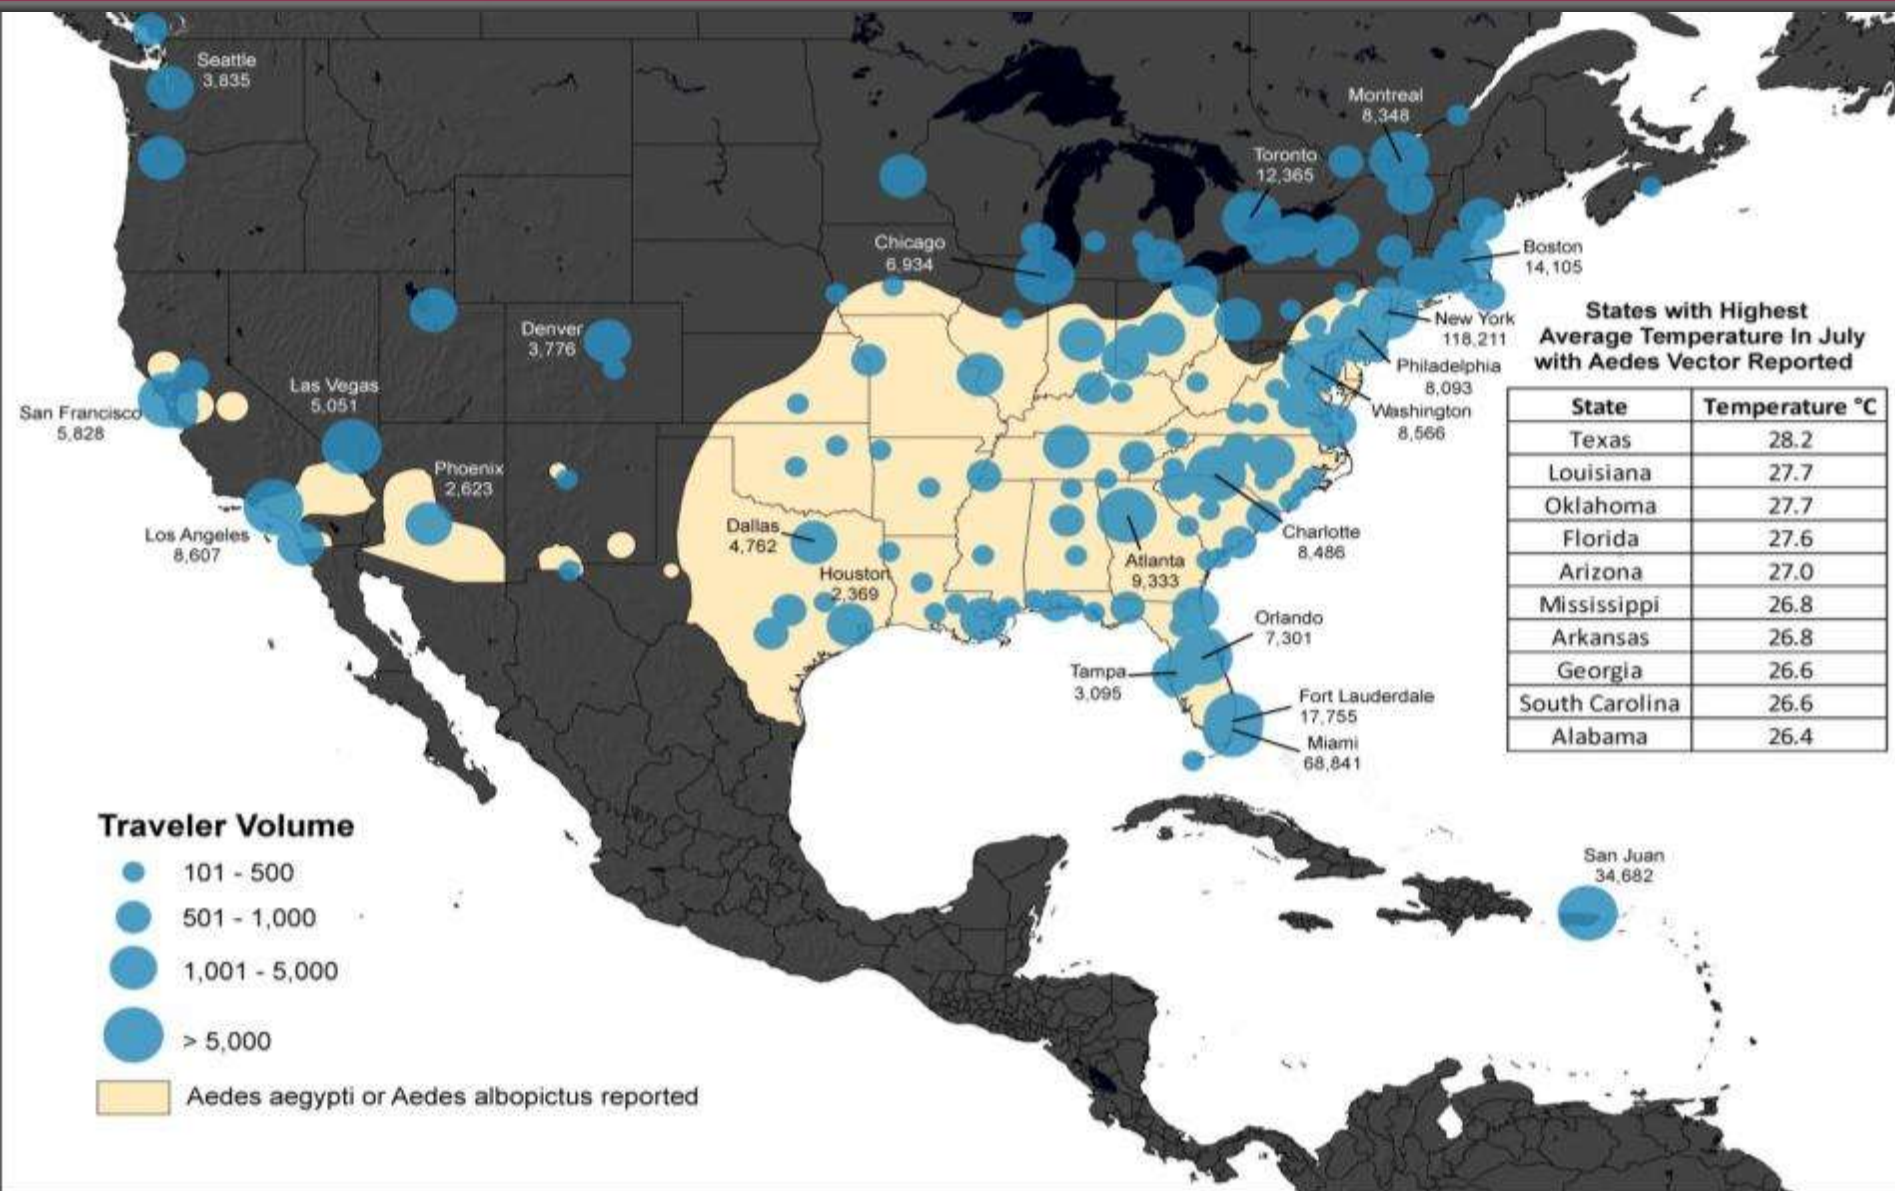 Seattle
3,835
Montreal
8,348
Toronto
12,365
Chicago
6,934
Boston
14,105
Denver
3,776
New York
118,211
Philadelphia
8,093
Las Vegas
5,051
San Francisco
5,828
Washington
8,566
Phoenix
2,623
Los Angeles
8,607
Dallas
4,762
Houston
2,369
Charlotte
8,486
Atlanta
9,333
Orlando
7,301
Tampa
3,095
Fort Lauderdale
17,755
Miami
68,841
San Juan
34,682
States with Highest
Average Temperature In July
with Aedes Vector Reported
State Temperature °C
Texas 28.2
Louisiana 27.7
Oklahoma 27.7
Florida 27.6
Arizona 27.0
Mississippi 26.8
Arkansas 26.8
Georgia 26.6
South Carolina 26.6
Alabama 26.4
Traveler Volume
101 - 500
501 - 1,000
1,001 - 5,000
> 5,000
Aedes aegypti or Aedes albopictus reported